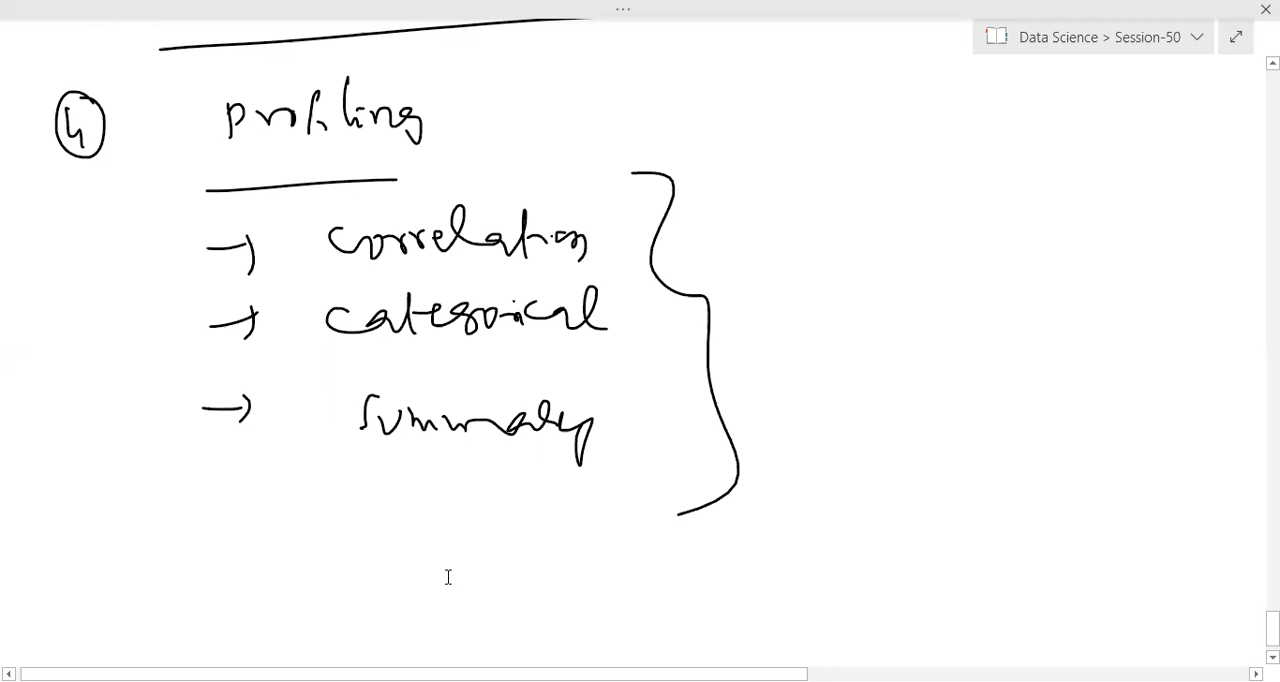 Data Science > Session-50
4 profiling
→ correlation
→ categorical
→ summary